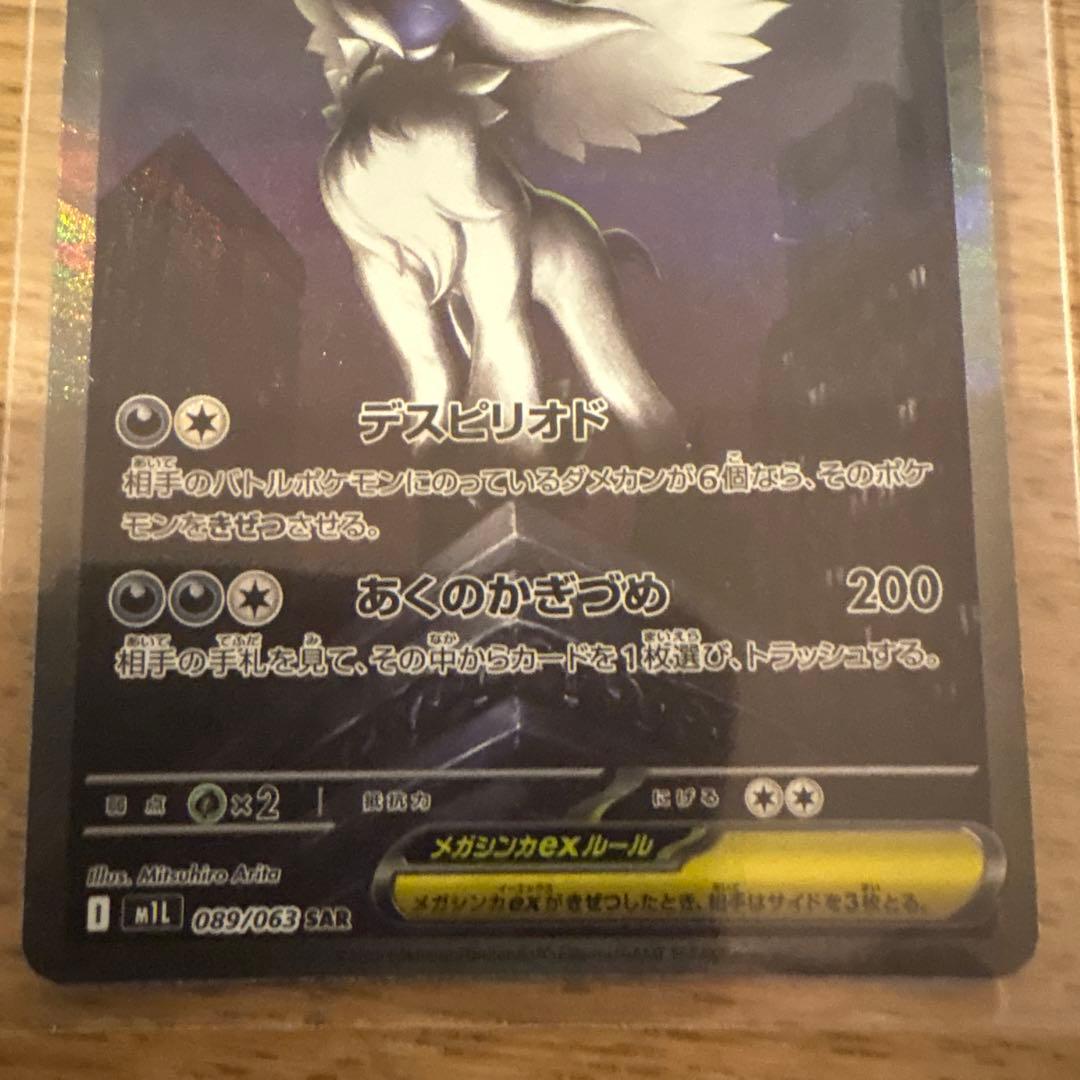 デスピリオド
相手のバトルポケモンにのっているダメカンが6個なら、そのポケ
モンをきぜつさせる。
あくのかぎづめ 200
相手の手札を見て、その中からカードを1枚選び、トラッシュする。
弱点 ×2 抵抗力 にげる
メガシンカexルール
メガシンカexがきぜつしたとき、相手はサイドを3枚とる。
Illus. Mitsuhiro Arita
I M1L 089/063 SAR